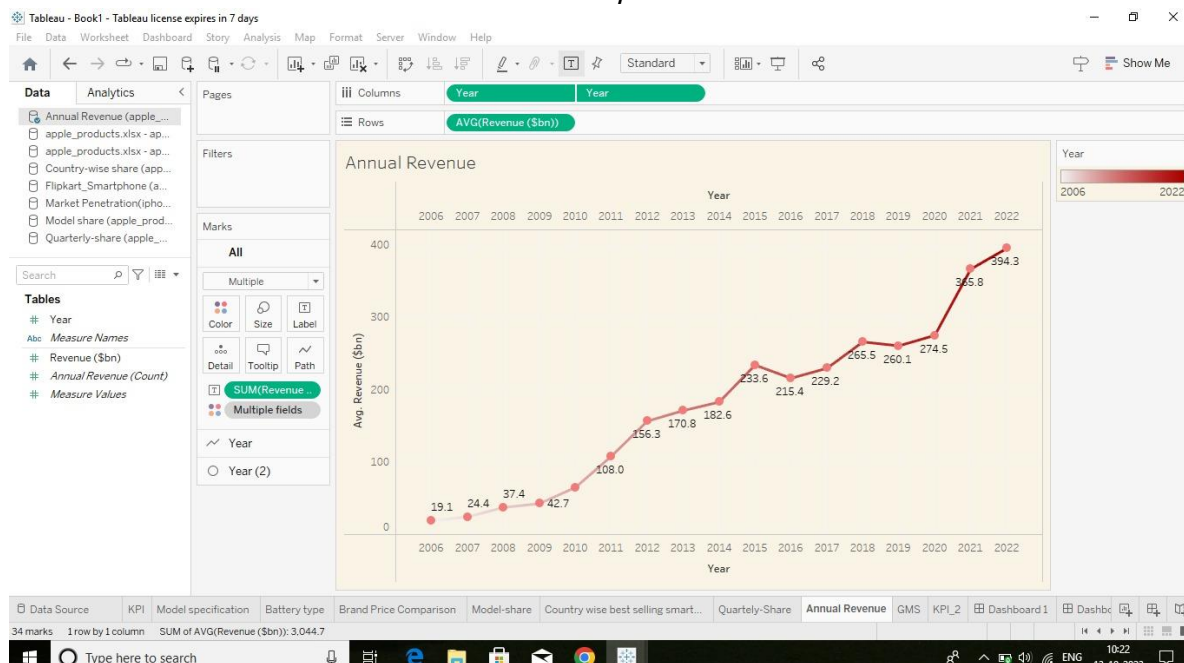 Tableau - Book1 - Tableau license expires in 7 days
File Data Worksheet Dashboard Story Analysis Map Format Server Window Help
Standard
Show Me
Data Analytics
Pages
iii Columns
Year Year
Annual Revenue (apple_...
apple_products.xlsx - ap...
apple_products.xlsx - ap...
Country-wise share (app...
Flipkart_Smartphone (a...
Market Penetration(ipho...
Model share (apple_prod...
Quarterly-share (apple_...
Rows
AVG(Revenue ($bn))
Filters
Search
Tables
# Year
Abc Measure Names
# Revenue ($bn)
# Annual Revenue (Count)
# Measure Values
Marks
All
Multiple
Color Size Label
Detail Tooltip Path
SUM(Revenue ..
Multiple fields
Year
Year (2)
Annual Revenue
Year
2006 2007 2008 2009 2010 2011 2012 2013 2014 2015 2016 2017 2018 2019 2020 2021 2022
Avg. Revenue ($bn)
400
300
200
100
0
19.1
24.4
37.4
42.7
108.0
156.3
170.8
182.6
233.6
215.4
229.2
265.5
260.1
274.5
365.8
394.3
2006 2007 2008 2009 2010 2011 2012 2013 2014 2015 2016 2017 2018 2019 2020 2021 2022
Year
Year
2006 2022
Data Source KPI Model specification Battery type Brand Price Comparison Model-share Country wise best selling smart... Quartely-Share Annual Revenue GMS KPI_2 Dashboard 1 Dashbc
34 marks 1 row by 1 column SUM of AVG(Revenue ($bn)): 3,044.7
Type here to search
ENG
10:22